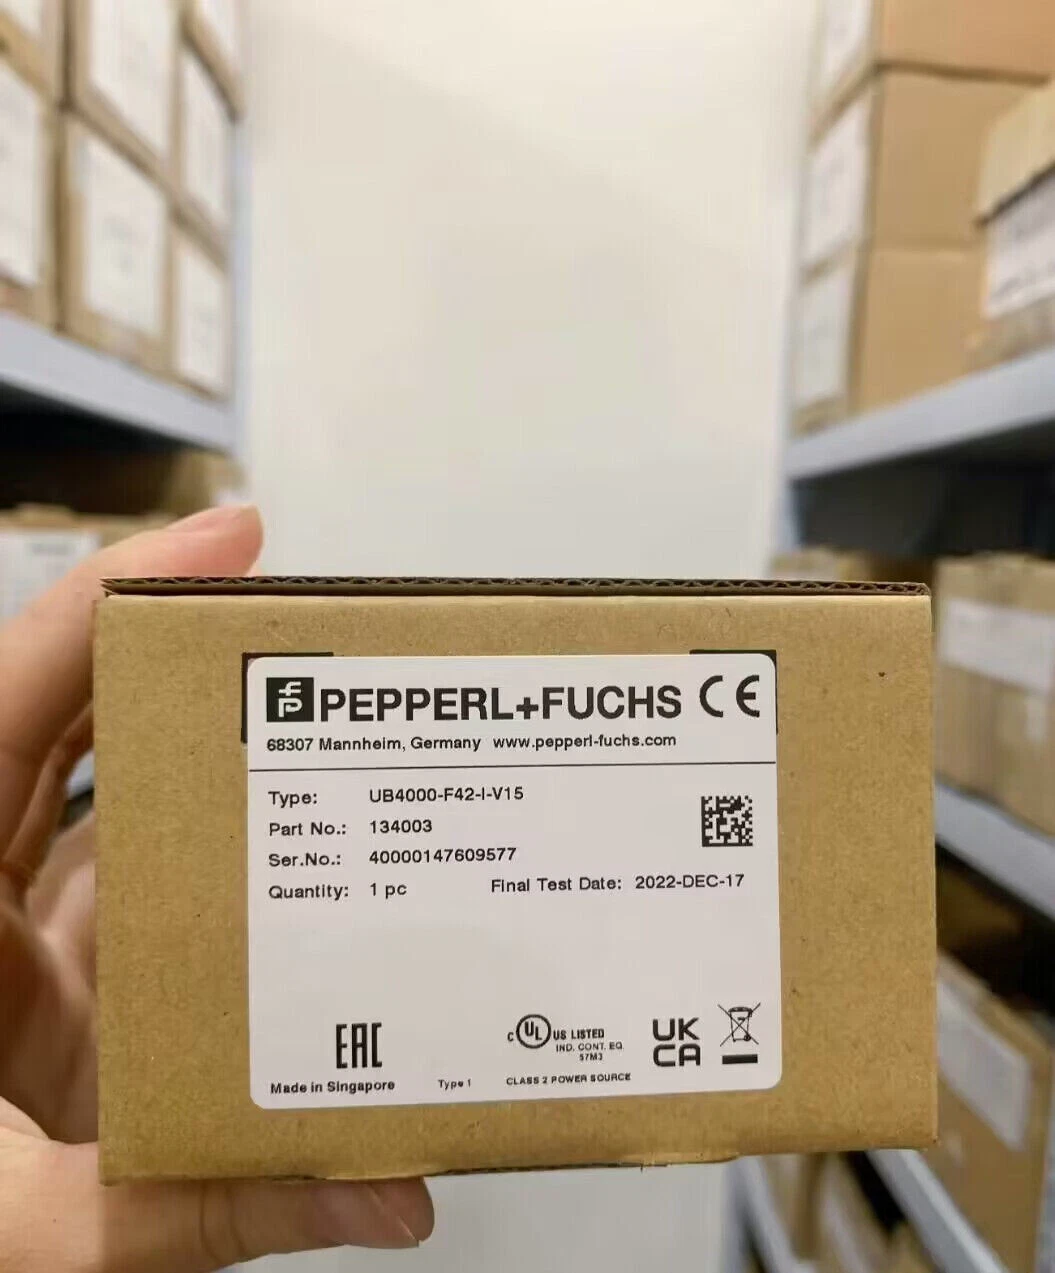 PEPPERL+FUCHS CE
68307 Mannheim, Germany www.pepperl-fuchs.com
Type: UB4000-F42-I-V15
Part No.: 134003
Ser.No.: 40000147609577
Quantity: 1 pc Final Test Date: 2022-DEC-17
EAC
c UL US LISTED
IND. CONT. EQ.
57M3
UK
CA
Made in Singapore Type 1 CLASS 2 POWER SOURCE